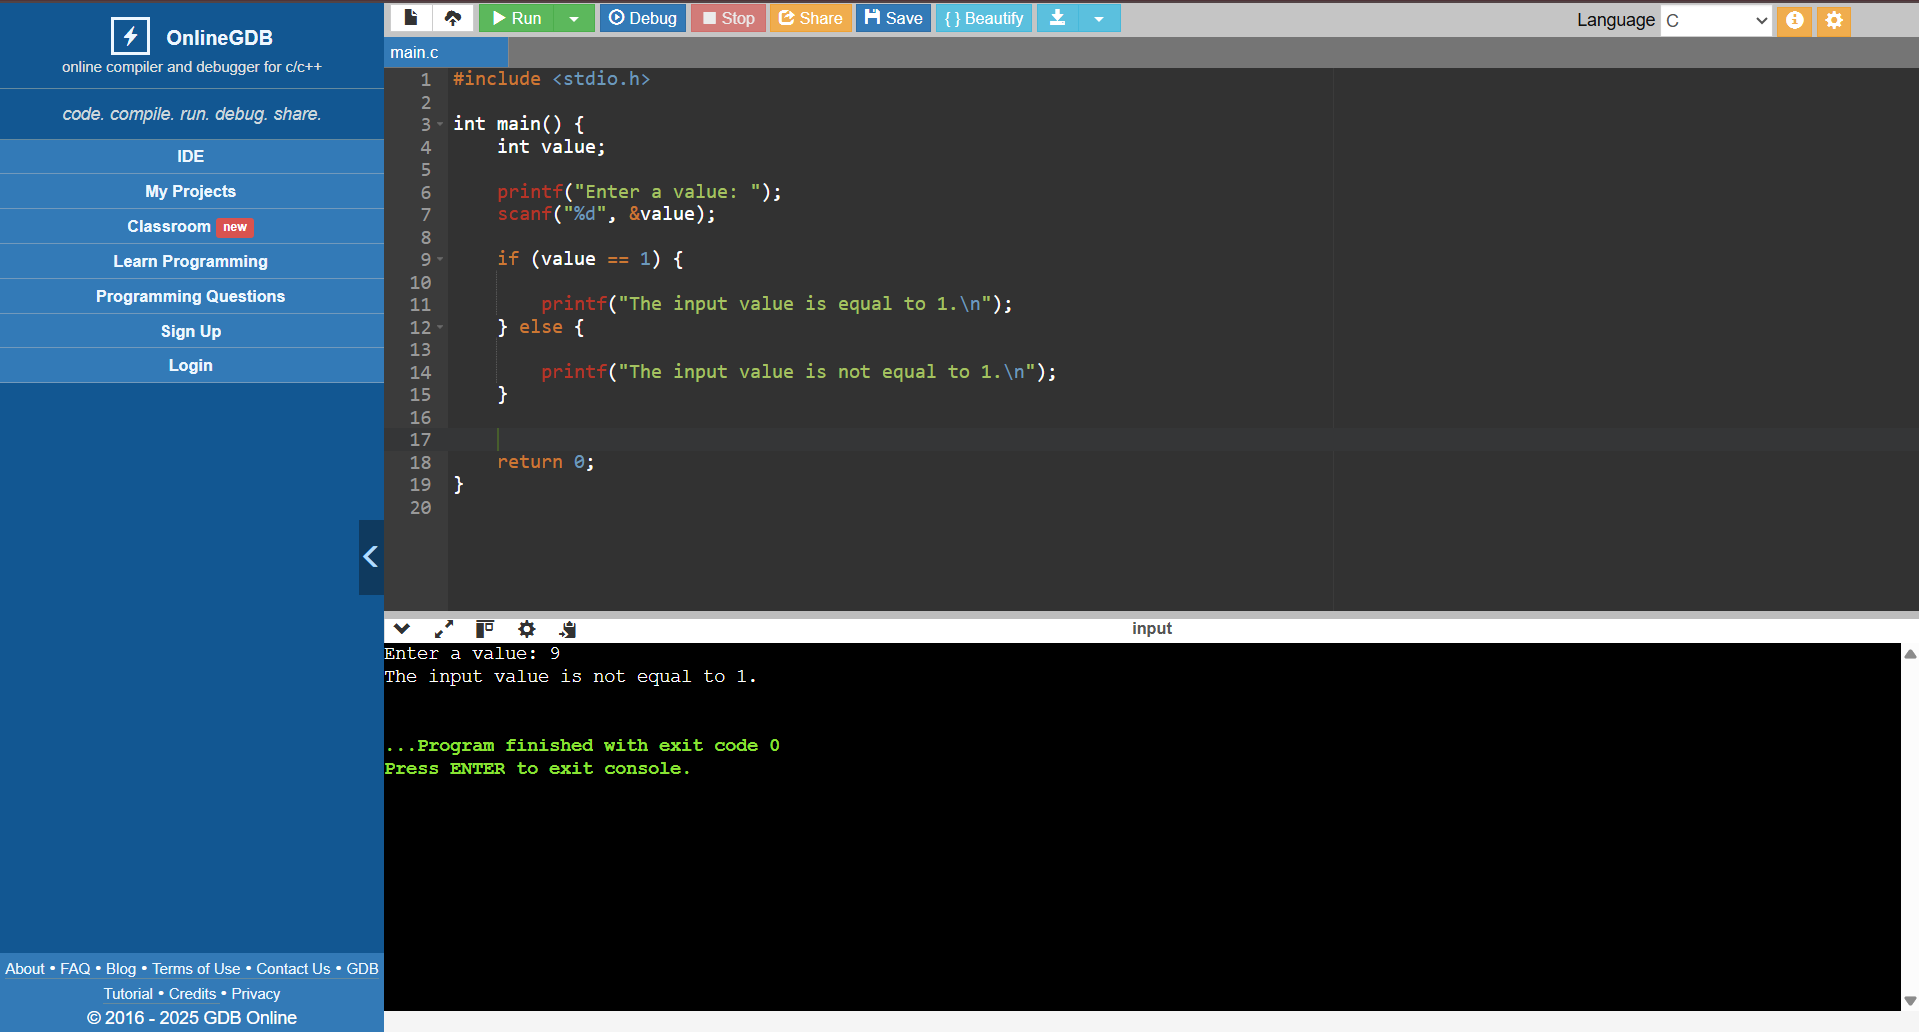 OnlineGDB
online compiler and debugger for c/c++
code. compile. run. debug. share.
IDE
My Projects
Classroom new
Learn Programming
Programming Questions
Sign Up
Login
About • FAQ • Blog • Terms of Use • Contact Us • GDB
Tutorial • Credits • Privacy
© 2016 - 2025 GDB Online
Run Debug Stop Share Save { } Beautify Language C
main.c
1 #include <stdio.h>
2
3 int main() {
4     int value;
5
6     printf("Enter a value: ");
7     scanf("%d", &value);
8
9     if (value == 1) {
10
11         printf("The input value is equal to 1.\n");
12     } else {
13
14         printf("The input value is not equal to 1.\n");
15     }
16
17
18     return 0;
19 }
20
input
Enter a value: 9
The input value is not equal to 1.
...Program finished with exit code 0
Press ENTER to exit console.